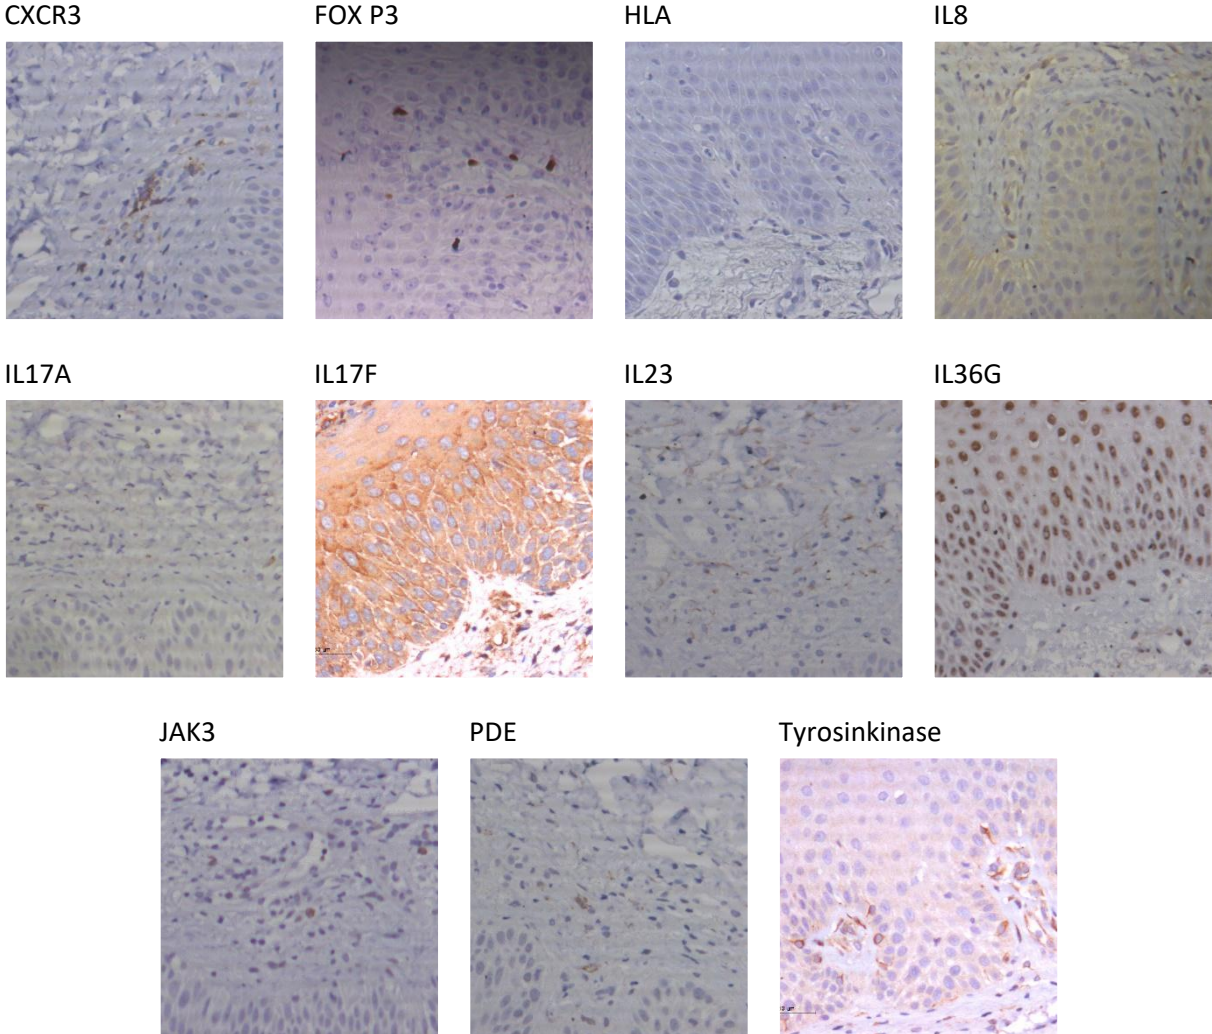 CXCR3
FOX P3
HLA
IL8
IL17A
IL17F
IL23
IL36G
JAK3
PDE
Tyrosinkinase